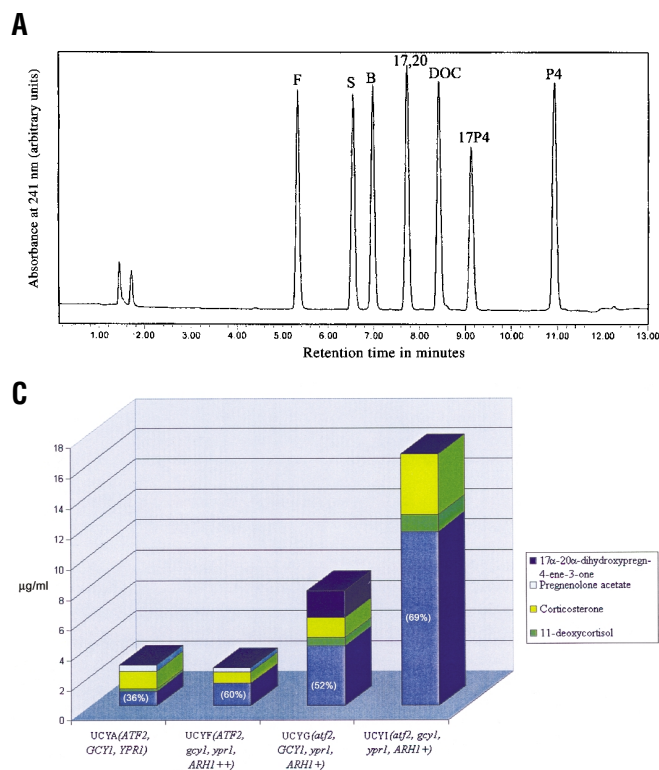 A
Absorbance at 241 nm (arbitrary units)
F
S
B
17,20
DOC
17P4
P4
1.00
2.00
3.00
4.00
5.00
6.00
7.00
8.00
9.00
10.00
11.00
12.00
13.00
Retention time in minutes
C
18
16
14
12
10
8
6
4
2
0
µg/ml
(36%)
(60%)
(52%)
(69%)
17α-20α-dihydroxypregn-
4-ene-3-one
Pregnenolone acetate
Corticosterone
11-deoxycortisol
UCYA(ATF2,
GCY1, YPR1)
UCYF(ATF2,
gcy1, ypr1,
ARH1++)
UCYG(atf2,
GCY1, ypr1,
ARH1+)
UCYI(atf2, gcy1,
ypr1, ARH1+)